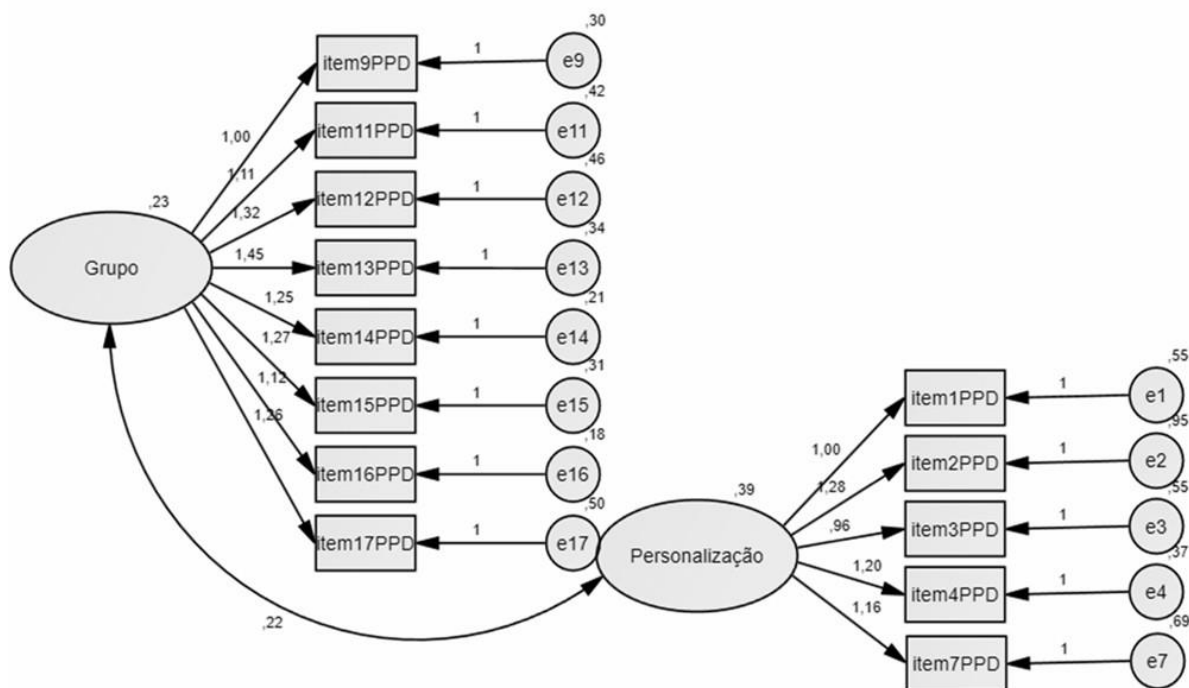 ,30
item9PPD 1 e9
,42
1,00
item11PPD 1 e11
,46
1,11
item12PPD 1 e12
,23
1,32
,34
Grupo 1,45 item13PPD 1 e13
,21
1,25
item14PPD 1 e14
1,27
,31
,55
1,12
item15PPD 1 e15
item1PPD 1 e1
1,26
,18
,95
1,00
item16PPD 1 e16
item2PPD 1 e2
,50
,39
1,28
,55
item17PPD 1 e17
,96
item3PPD 1 e3
Personalização
,37
1,20
item4PPD 1 e4
1,16
,22
,69
item7PPD 1 e7